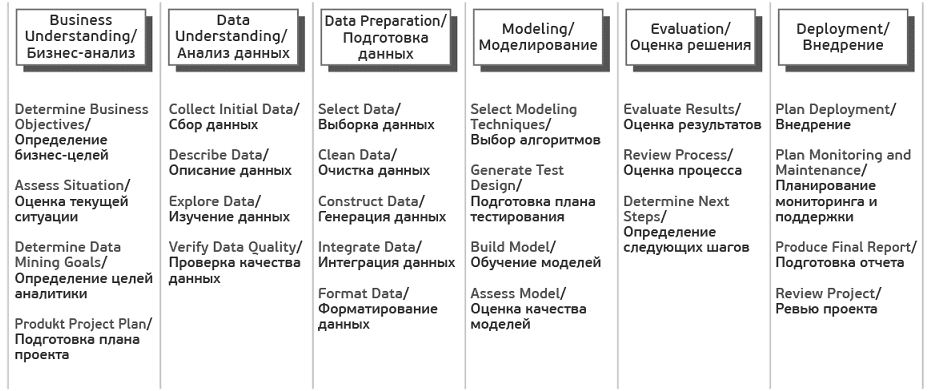 Business
Understanding/
Бизнес-анализ
Determine Business
Objectives/
Определение
бизнес-целей
Assess Situation/
Оценка текущей
ситуации
Determine Data
Mining Goals/
Определение целей
аналитики
Produkt Project Plan/
Подготовка плана
проекта
Data
Understanding/
Анализ данных
Collect Initial Data/
Сбор данных
Describe Data/
Описание данных
Explore Data/
Изучение данных
Verify Data Quality/
Проверка качества
данных
Data Preparation/
Подготовка
данных
Select Data/
Выборка данных
Clean Data/
Очистка данных
Construct Data/
Генерация данных
Integrate Data/
Интеграция данных
Format Data/
Форматирование
данных
Modeling/
Моделирование
Select Modeling
Techniques/
Выбор алгоритмов
Generate Test
Design/
Подготовка плана
тестирования
Build Model/
Обучение моделей
Assess Model/
Оценка качества
моделей
Evaluation/
Оценка решения
Evaluate Results/
Оценка результатов
Review Process/
Оценка процесса
Determine Next
Steps/
Определение
следующих шагов
Deployment/
Внедрение
Plan Deployment/
Внедрение
Plan Monitoring and
Maintenance/
Планирование
мониторинга и
поддержки
Produce Final Report/
Подготовка отчета
Review Project/
Ревью проекта